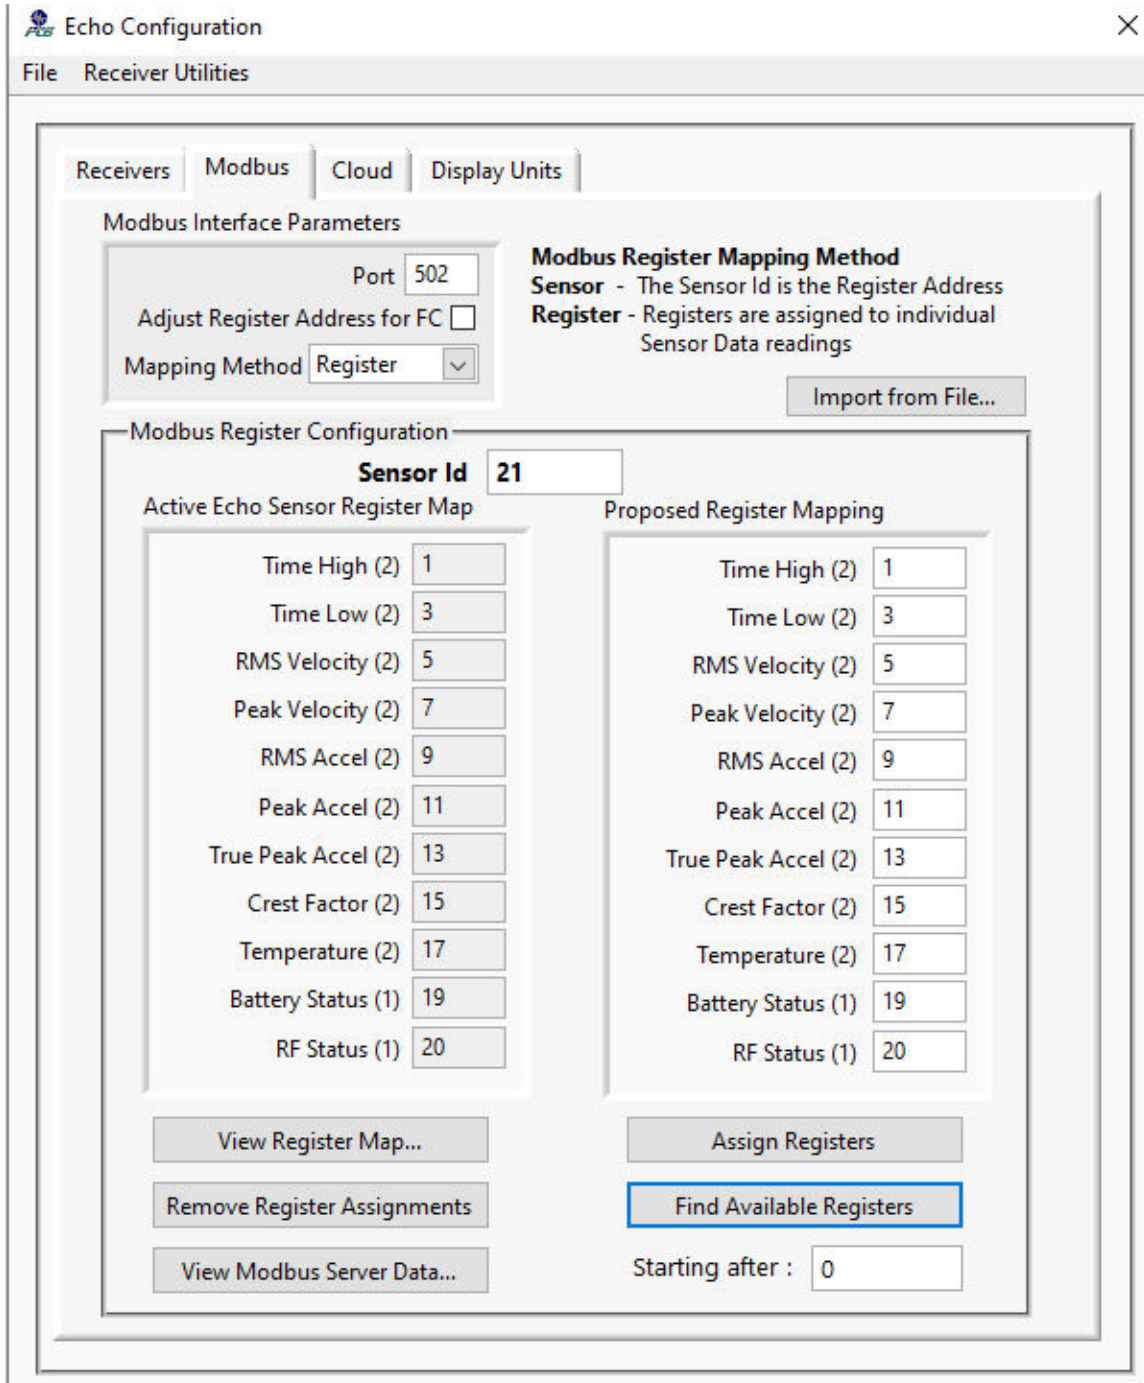 Echo Configuration
File Receiver Utilities
Receivers Modbus Cloud Display Units
Modbus Interface Parameters
Port 502
Adjust Register Address for FC
Mapping Method Register
Modbus Register Mapping Method
Sensor - The Sensor Id is the Register Address
Register - Registers are assigned to individual
Sensor Data readings
Import from File...
Modbus Register Configuration
Sensor Id 21
Active Echo Sensor Register Map
Time High (2) 1
Time Low (2) 3
RMS Velocity (2) 5
Peak Velocity (2) 7
RMS Accel (2) 9
Peak Accel (2) 11
True Peak Accel (2) 13
Crest Factor (2) 15
Temperature (2) 17
Battery Status (1) 19
RF Status (1) 20
View Register Map...
Remove Register Assignments
View Modbus Server Data...
Proposed Register Mapping
Time High (2) 1
Time Low (2) 3
RMS Velocity (2) 5
Peak Velocity (2) 7
RMS Accel (2) 9
Peak Accel (2) 11
True Peak Accel (2) 13
Crest Factor (2) 15
Temperature (2) 17
Battery Status (1) 19
RF Status (1) 20
Assign Registers
Find Available Registers
Starting after : 0